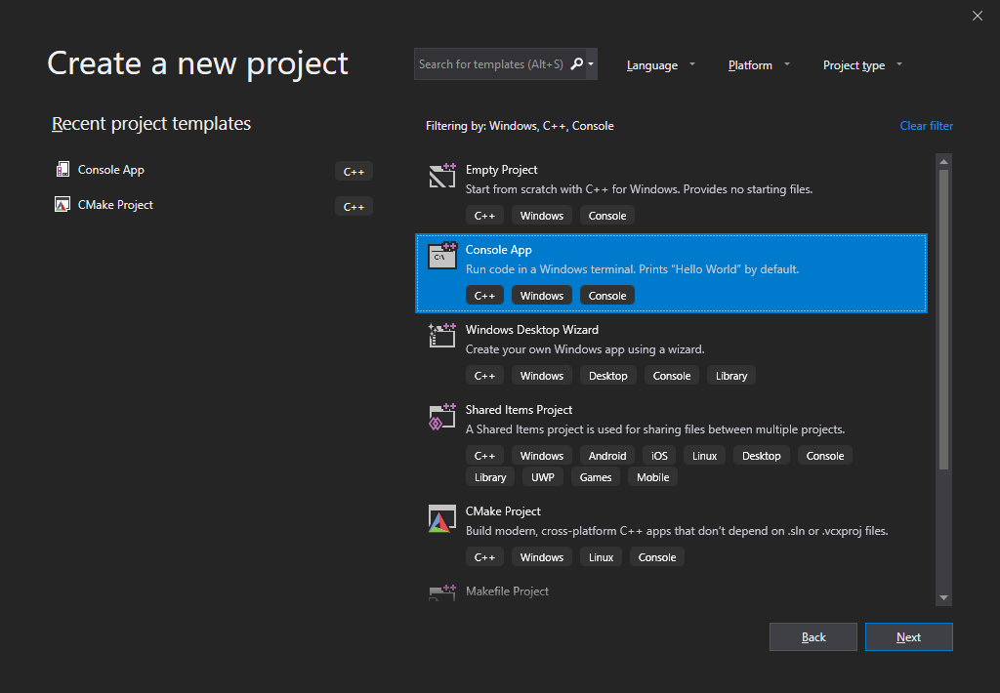 Create a new project
Search for templates (Alt+S)
Language
Platform
Project type
Recent project templates
Console App
C++
CMake Project
C++
Filtering by: Windows, C++, Console
Clear filter
Empty Project
Start from scratch with C++ for Windows. Provides no starting files.
C++ Windows Console
Console App
C:\
Run code in a Windows terminal. Prints “Hello World” by default.
C++ Windows Console
Windows Desktop Wizard
Create your own Windows app using a wizard.
C++ Windows Desktop Console Library
Shared Items Project
A Shared Items project is used for sharing files between multiple projects.
C++ Windows Android iOS Linux Desktop Console
Library UWP Games Mobile
CMake Project
Build modern, cross-platform C++ apps that don’t depend on .sln or .vcxproj files.
C++ Windows Linux Console
Makefile Project
Back
Next